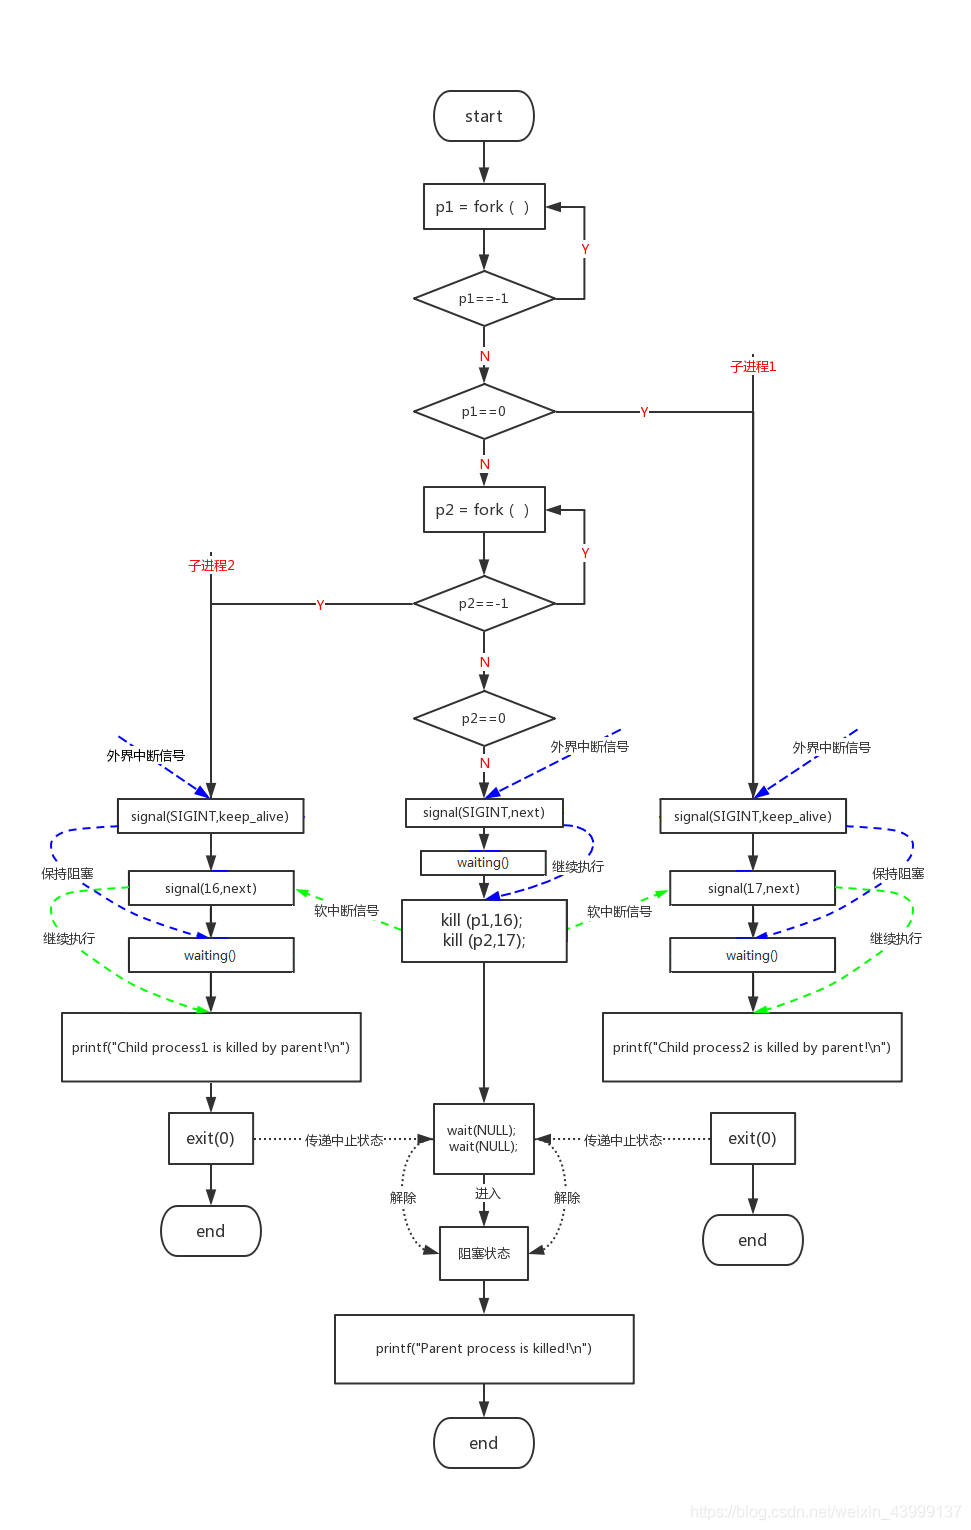 start
p1 = fork (  )
Y
p1==-1
N
子进程1
p1==0
Y
N
p2 = fork (  )
Y
子进程2
p2==-1
Y
N
p2==0
外界中断信号
外界中断信号
外界中断信号
N
signal(SIGINT,keep_alive)
signal(SIGINT,next)
signal(SIGINT,keep_alive)
waiting()
继续执行
保持阻塞
保持阻塞
signal(16,next)
signal(17,next)
软中断信号
软中断信号
kill (p1,16);
kill (p2,17);
继续执行
继续执行
waiting()
waiting()
printf("Child process1 is killed by parent!\n")
printf("Child process2 is killed by parent!\n")
exit(0)
传递中止状态
wait(NULL);
wait(NULL);
传递中止状态
exit(0)
解除
进入
解除
end
end
阻塞状态
printf("Parent process is killed!\n")
end
https://blog.csdn.net/weixin_43999137